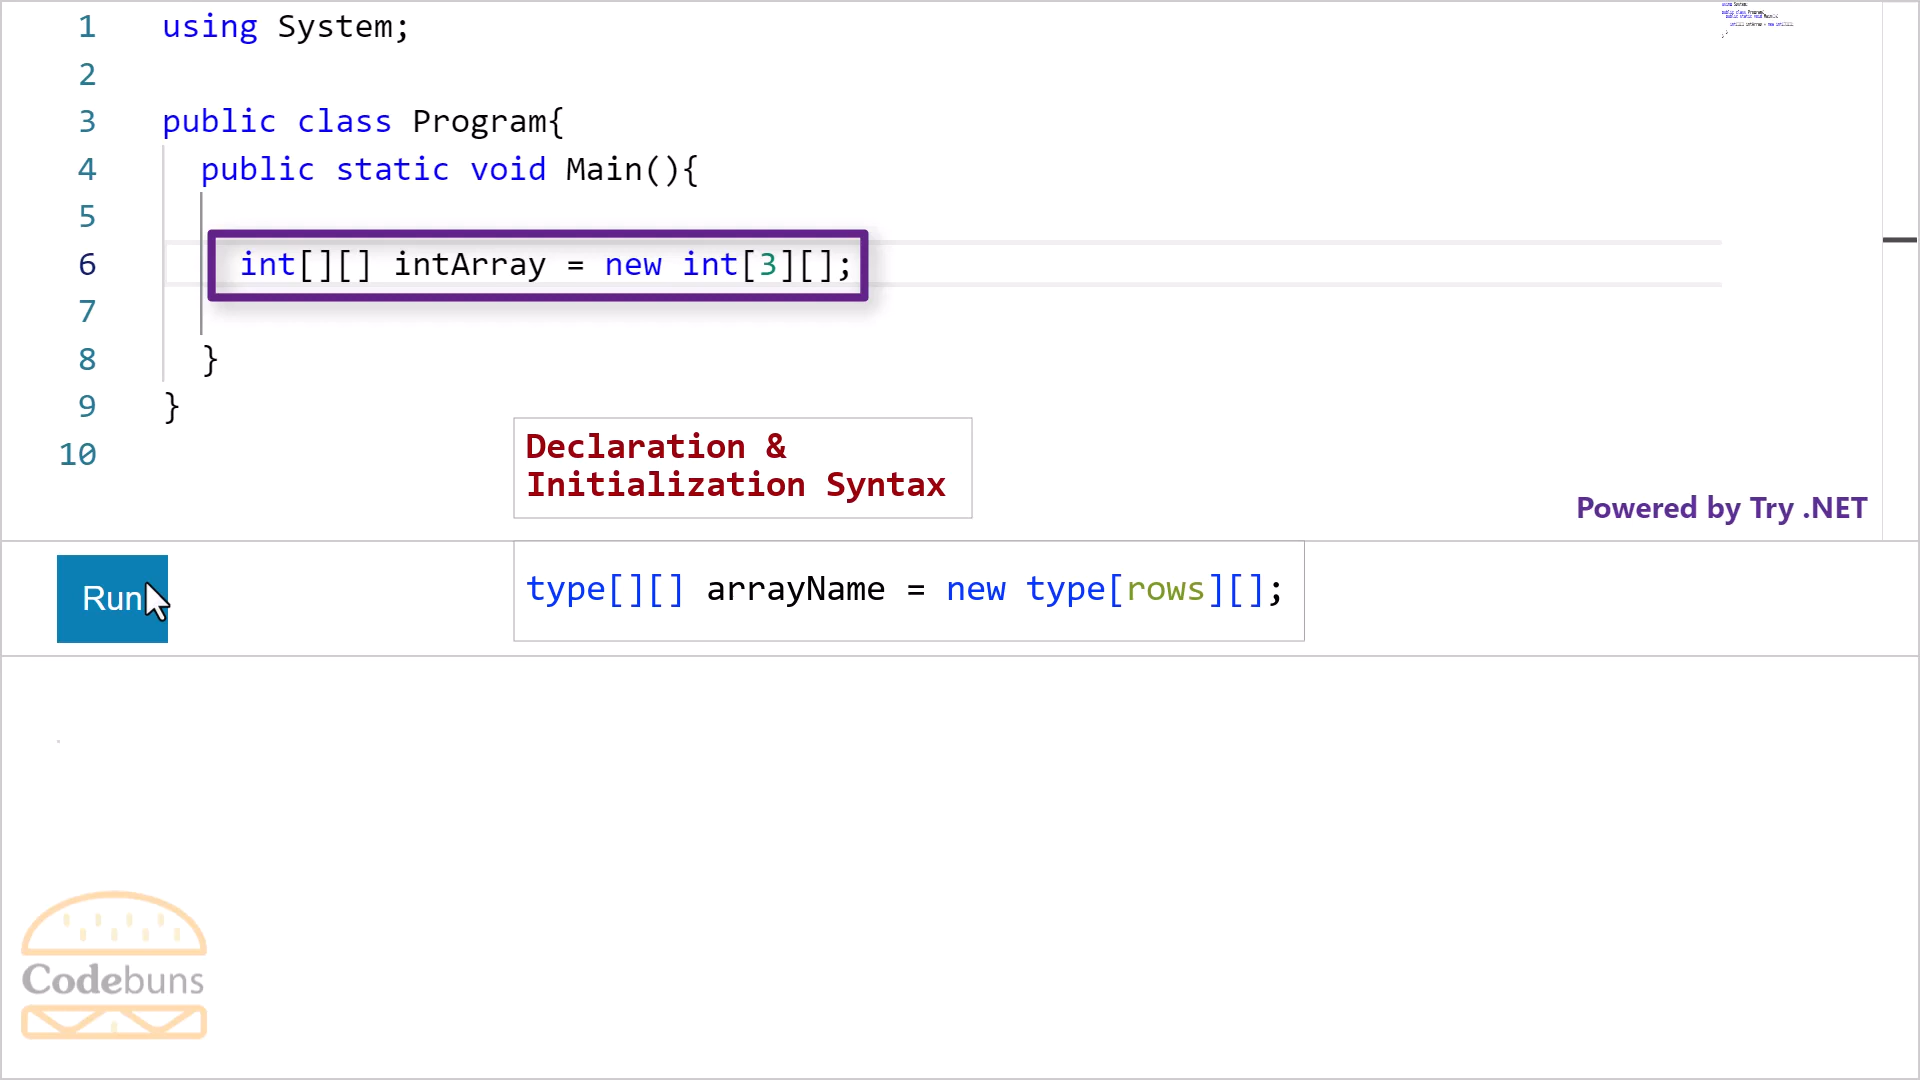 1 using System;
2
3 public class Program{
4 public static void Main(){
5
6 int[][] intArray = new int[3][];
7
8 }
9 }
10
Declaration &
Initialization Syntax
Powered by Try .NET
Run
type[][] arrayName = new type[rows][];
Codebuns